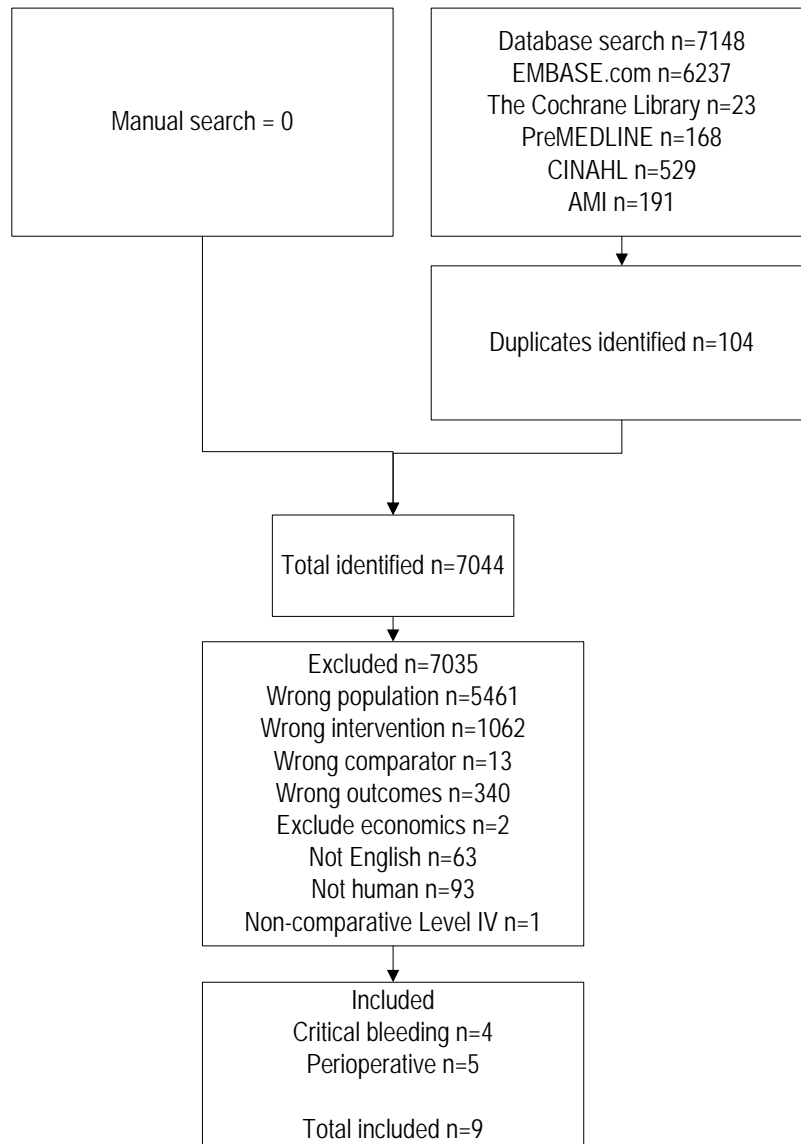 Manual search = 0
Database search n=7148
EMBASE.com n=6237
The Cochrane Library n=23
PreMEDLINE n=168
CINAHL n=529
AMI n=191
Duplicates identified n=104
Total identified n=7044
Excluded n=7035
Wrong population n=5461
Wrong intervention n=1062
Wrong comparator n=13
Wrong outcomes n=340
Exclude economics n=2
Not English n=63
Not human n=93
Non-comparative Level IV n=1
Included
Critical bleeding n=4
Perioperative n=5
Total included n=9